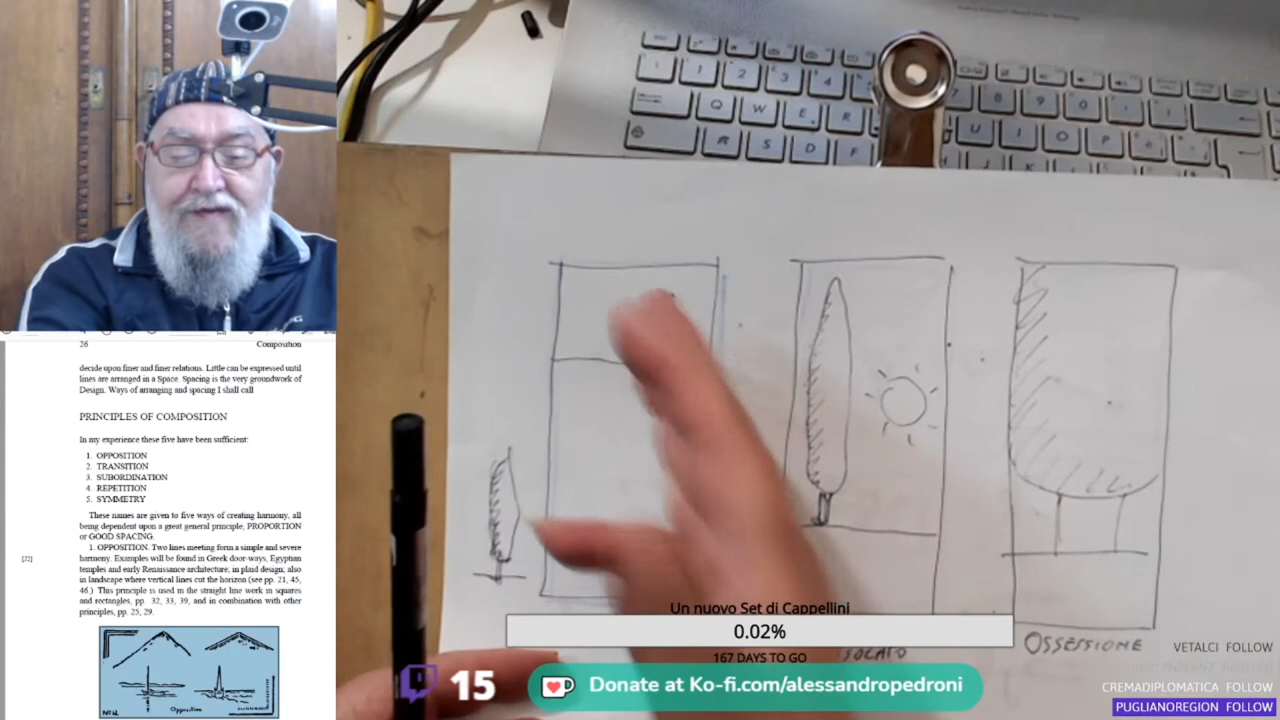 26 Composition
decide upon finer and finer relations. Little can be expressed until
lines are arranged in a Space. Spacing is the very groundwork of
Design. Ways of arranging and spacing I shall call
PRINCIPLES OF COMPOSITION
In my experience these five have been sufficient:
1. OPPOSITION
2. TRANSITION
3. SUBORDINATION
4. REPETITION
5. SYMMETRY
These names are given to five ways of creating harmony, all
being dependent upon a great general principle, PROPORTION
or GOOD SPACING.
[22]
1. OPPOSITION. Two lines meeting form a simple and severe
harmony. Examples will be found in Greek door-ways, Egyptian
temples and early Renaissance architecture; in plaid design; also
in landscape where vertical lines cut the horizon (see pp. 21, 45,
46.) This principle is used in the straight line work in squares
and rectangles, pp. 32, 33, 39, and in combination with other
principles, pp. 25, 29.
Opposition
1 2 3 4 8 9 0
Q W E R U I O P
A S D F
OSSESSIONE
Un nuovo Set di Cappellini
0.02%
167 DAYS TO GO
15
Donate at Ko-fi.com/alessandropedroni
VETALCI FOLLOW
CREMADIPLOMATICA FOLLOW
PUGLIANOREGION FOLLOW